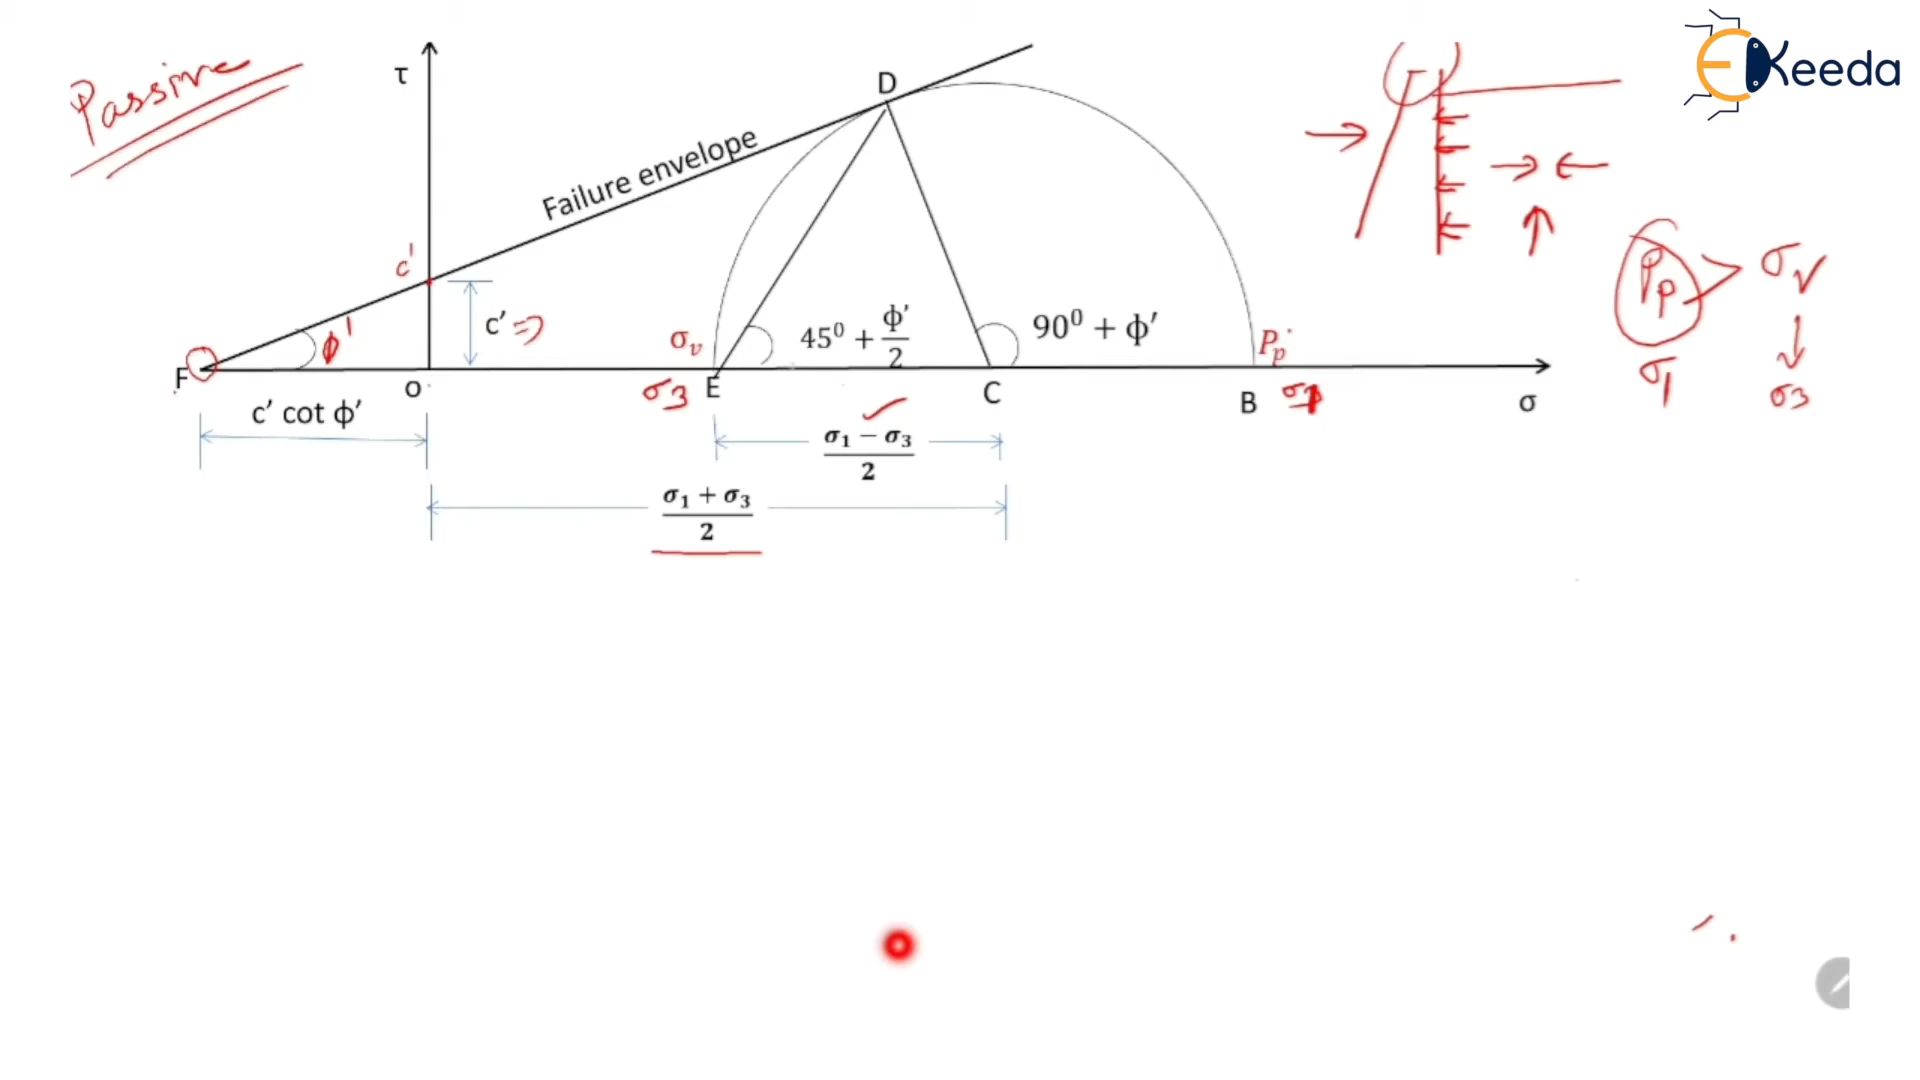 Passive
τ
D
EKeeda
Failure envelope
c'
c' =>
ϕ'
σv
45⁰ + ϕ'/2
90⁰ + ϕ'
Pp
Pp > σv
σ1
σ3
F
O
σ3
E
C
B
σ1
σ
c' cot ϕ'
σ₁ − σ₃
2
σ₁ + σ₃
2